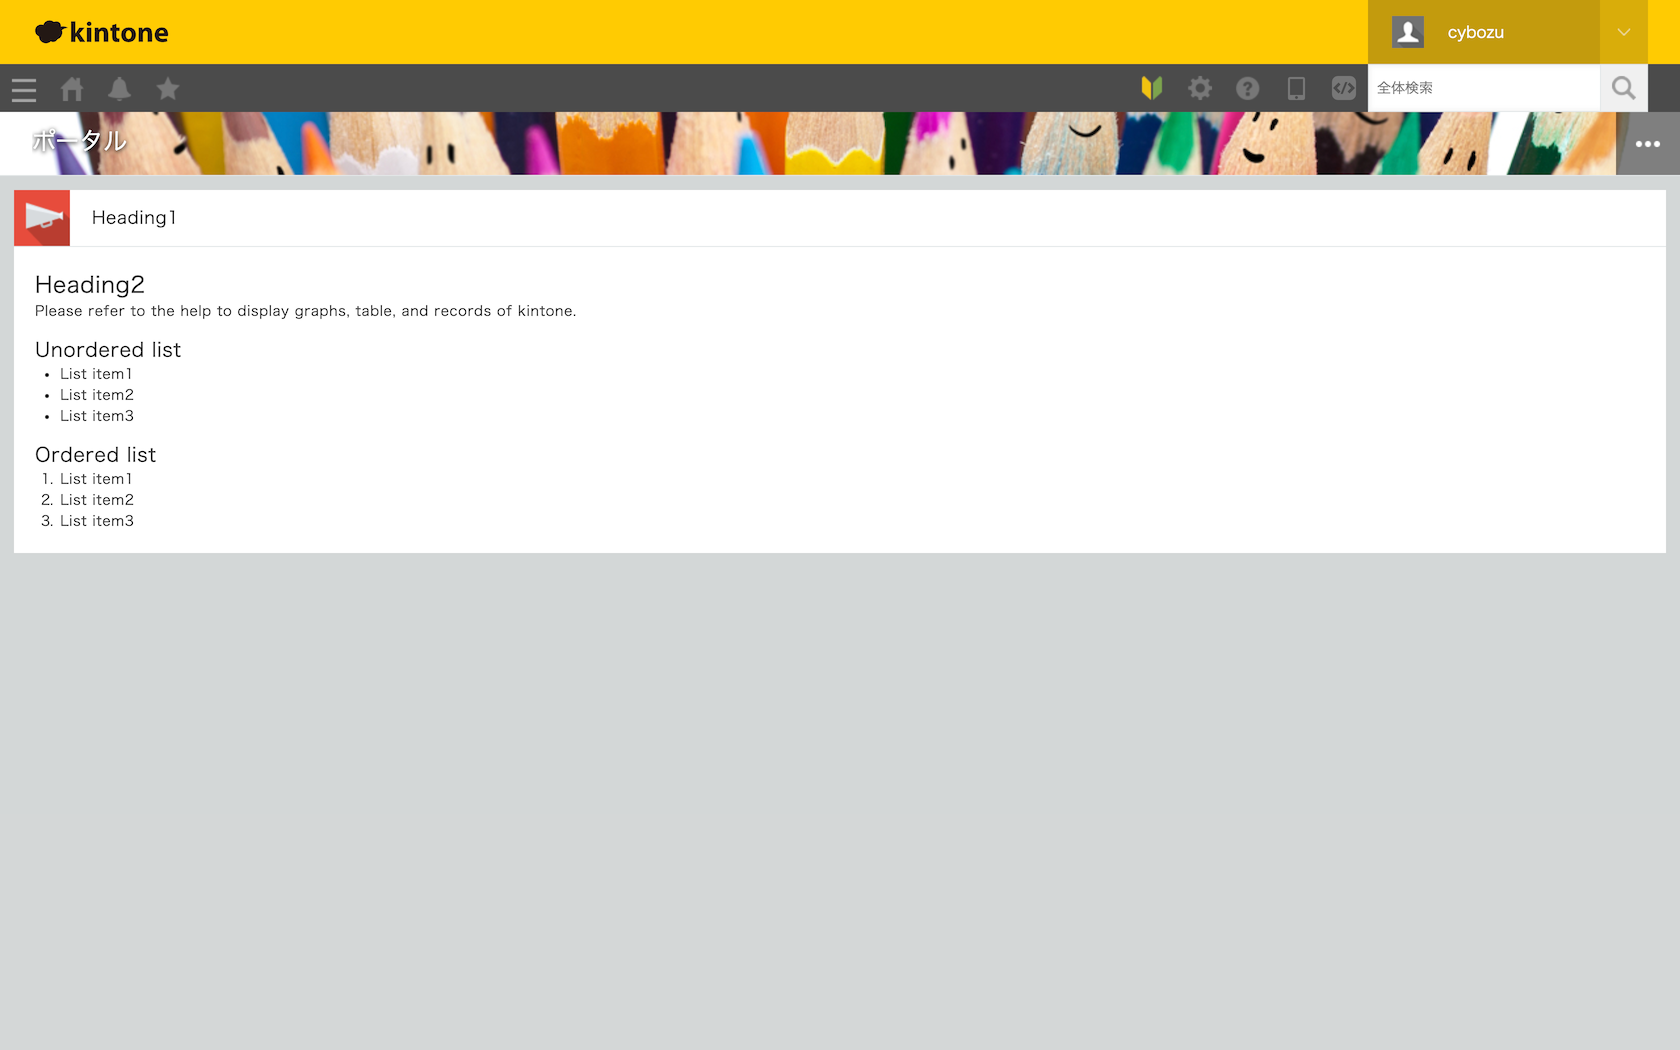 kintone
cybozu
全体検索
ポータル
Heading1
Heading2
Please refer to the help to display graphs, table, and records of kintone.
Unordered list
• List item1
• List item2
• List item3
Ordered list
1. List item1
2. List item2
3. List item3